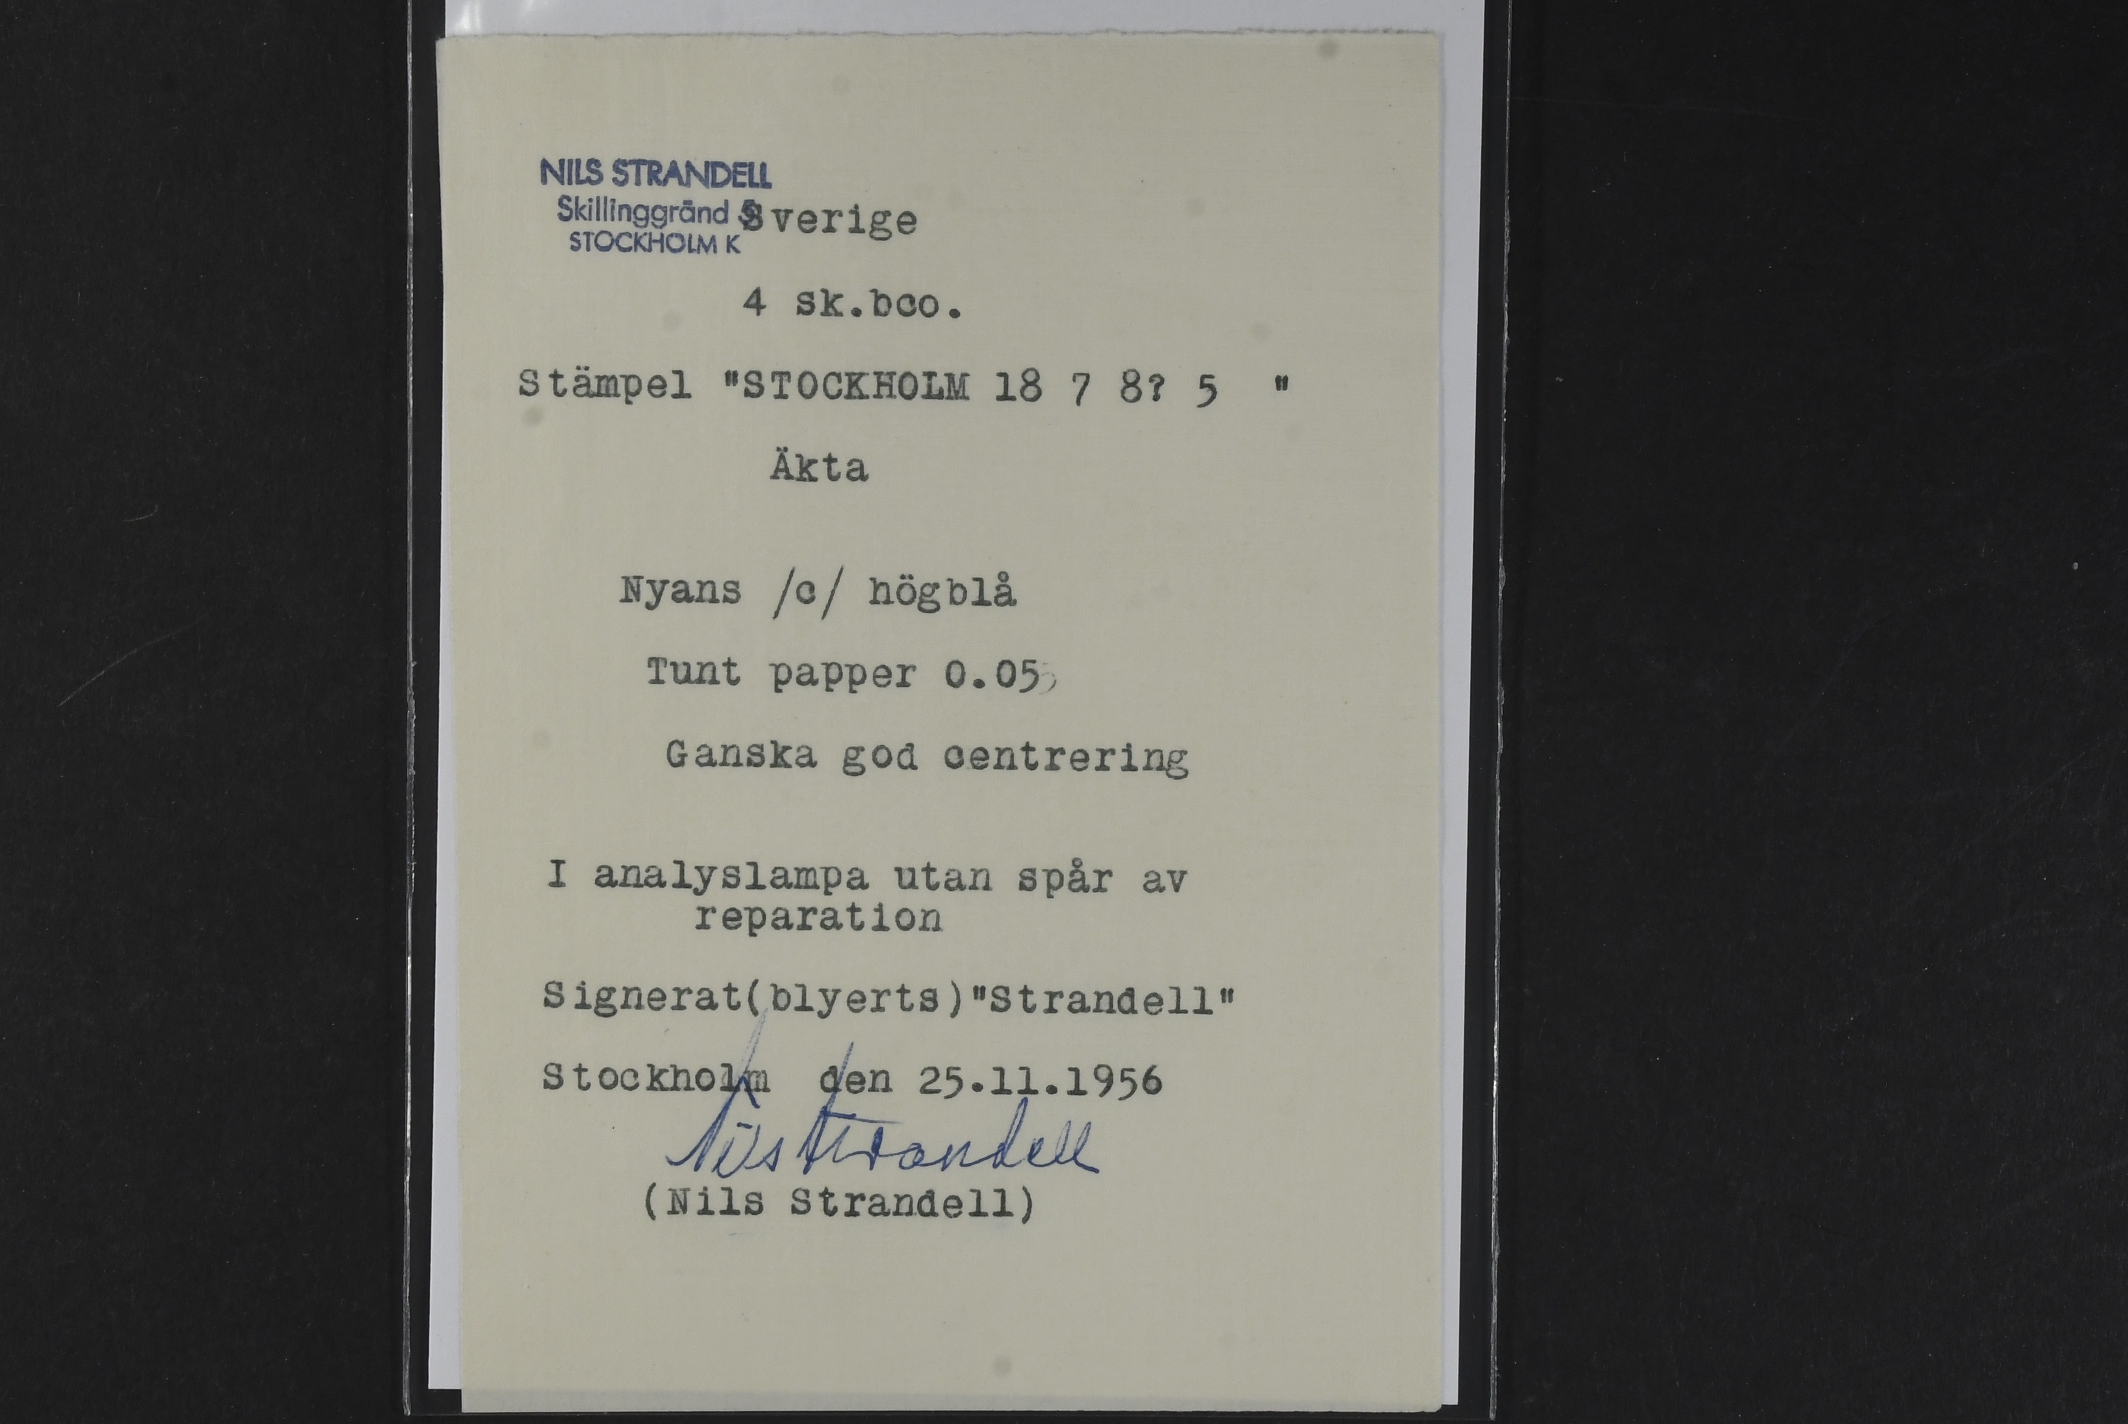 NILS STRANDELL
Skillinggränd
Sverige
STOCKHOLM K
4 sk.bco.
Stämpel "STOCKHOLM 18 7 8? 5 "
Äkta
Nyans /c/ högblå
Tunt papper 0.05
Ganska god centrering
I analyslampa utan spår av
reparation
Signerat(blyerts)"Strandell"
Stockholm den 25.11.1956
Nils Strandell
(Nils Strandell)